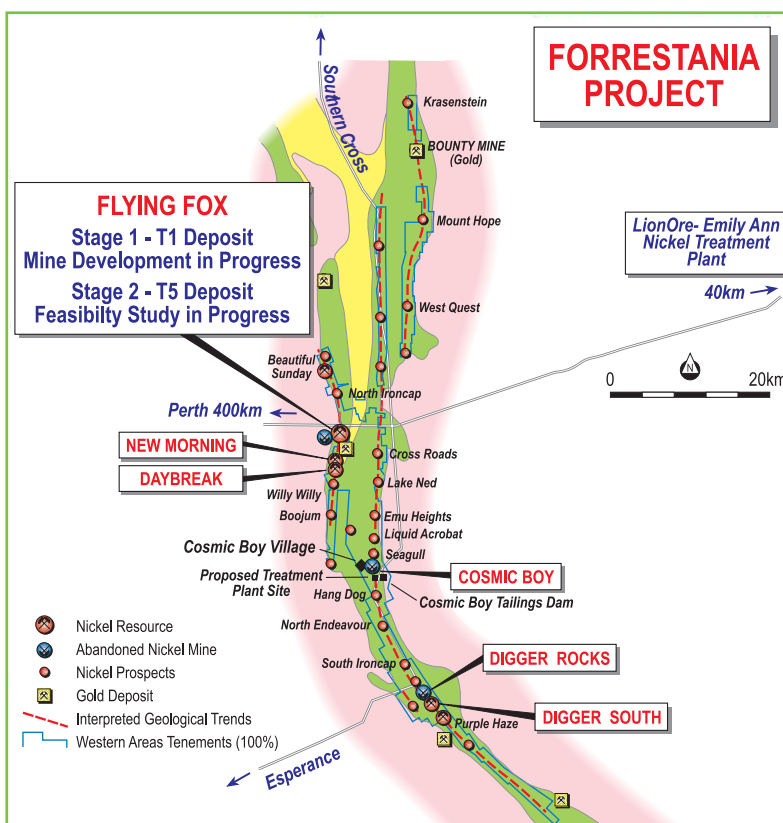 FORRESTANIA
PROJECT
Southern Cross
Krasenstein
BOUNTY MINE
(Gold)
Mount Hope
FLYING FOX
Stage 1 - T1 Deposit
Mine Development in Progress
Stage 2 - T5 Deposit
Feasibilty Study in Progress
LionOre- Emily Ann
Nickel Treatment
Plant
40km
West Quest
Beautiful
Sunday
North Ironcap
N
0 20km
Perth 400km
NEW MORNING
DAYBREAK
Cross Roads
Lake Ned
Willy Willy
Boojum
Emu Heights
Liquid Acrobat
Seagull
Cosmic Boy Village
COSMIC BOY
Proposed Treatment
Plant Site
Hang Dog
Cosmic Boy Tailings Dam
North Endeavour
South Ironcap
DIGGER ROCKS
DIGGER SOUTH
Purple Haze
Esperance
Nickel Resource
Abandoned Nickel Mine
Nickel Prospects
Gold Deposit
Interpreted Geological Trends
Western Areas Tenements (100%)